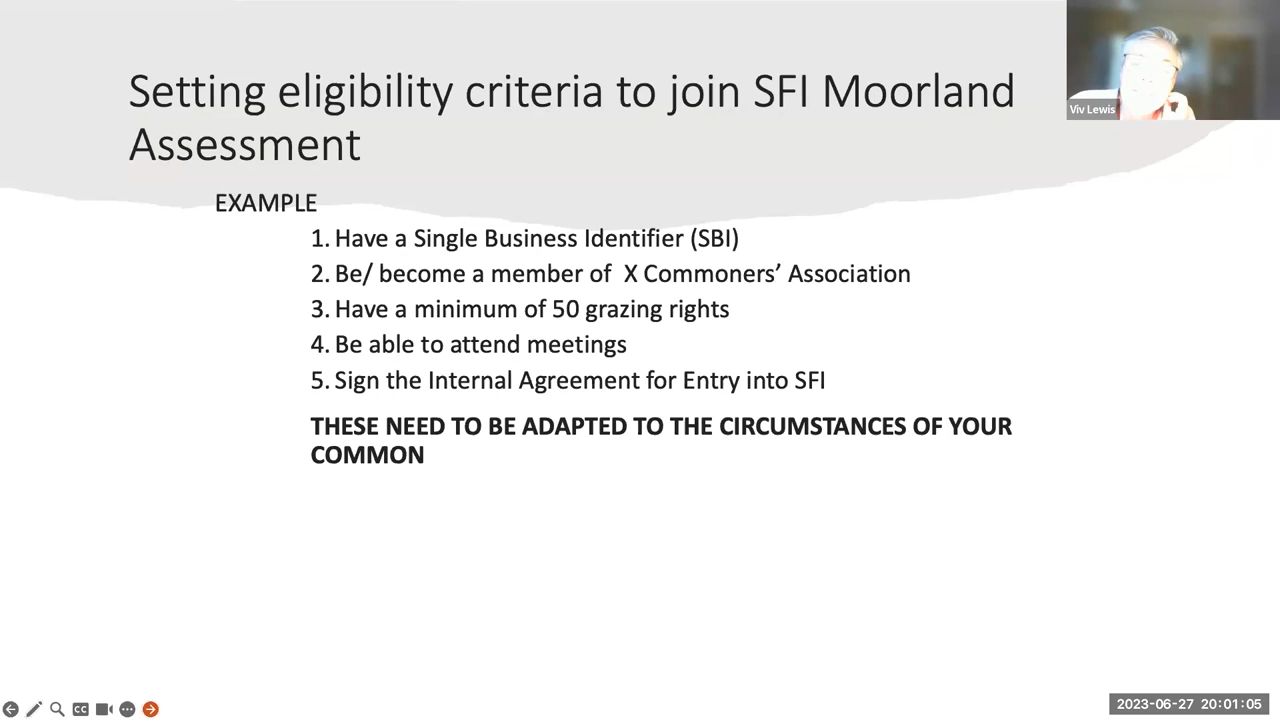 Setting eligibility criteria to join SFI Moorland
Assessment
Viv Lewis
EXAMPLE
1. Have a Single Business Identifier (SBI)
2. Be/ become a member of  X Commoners’ Association
3. Have a minimum of 50 grazing rights
4. Be able to attend meetings
5. Sign the Internal Agreement for Entry into SFI
THESE NEED TO BE ADAPTED TO THE CIRCUMSTANCES OF YOUR
COMMON
CC
2023-06-27 20:01:05